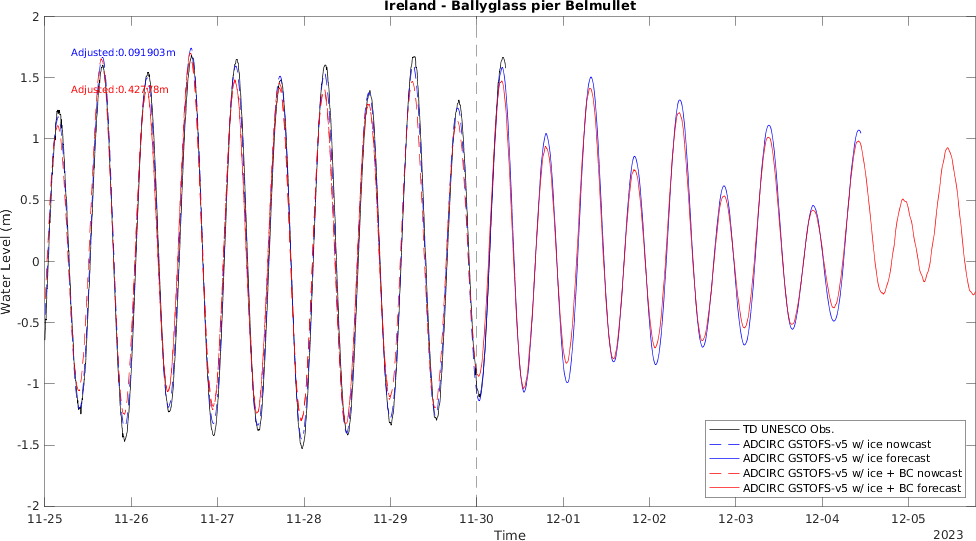 Ireland - Ballyglass pier Belmullet
2
1.5
1
0.5
0
-0.5
-1
-1.5
-2
Water Level (m)
Adjusted:0.091903m
Adjusted:0.42778m
TD UNESCO Obs.
ADCIRC GSTOFS-v5 w/ ice nowcast
ADCIRC GSTOFS-v5 w/ ice forecast
ADCIRC GSTOFS-v5 w/ ice + BC nowcast
ADCIRC GSTOFS-v5 w/ ice + BC forecast
11-25 11-26 11-27 11-28 11-29 11-30 12-01 12-02 12-03 12-04 12-05
Time
2023